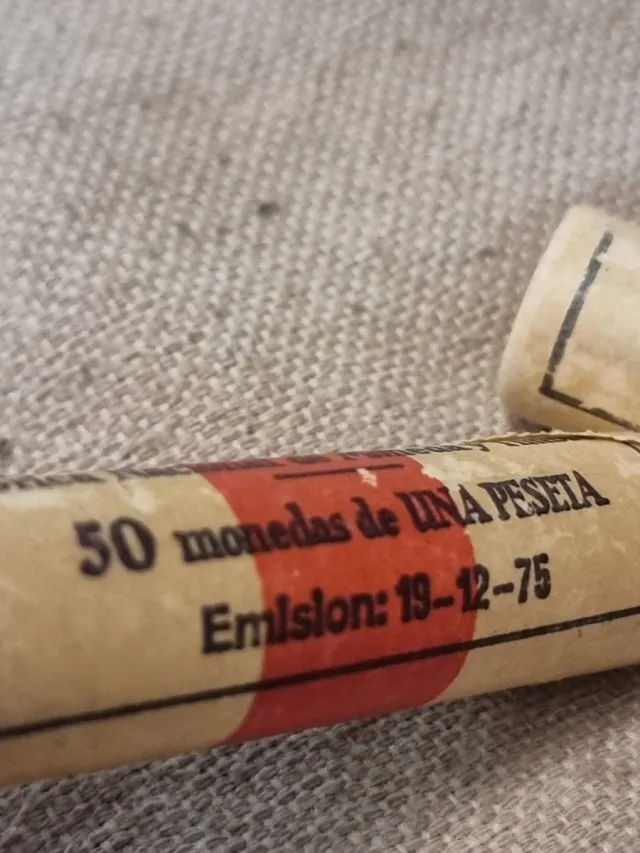 50 monedas de UNA PESETA
Emision: 19-12-75